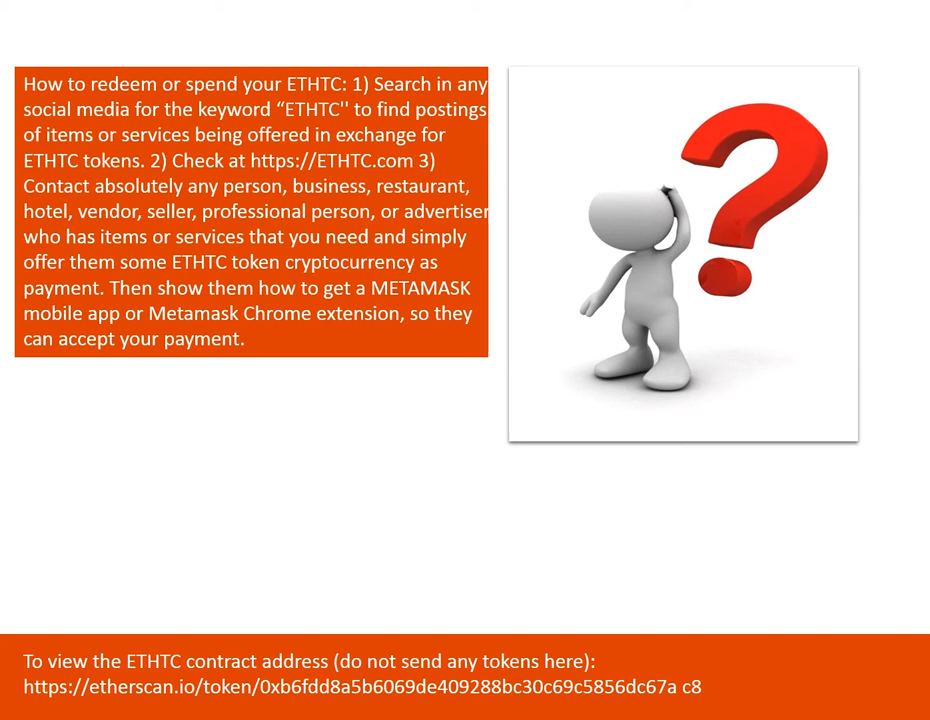 How to redeem or spend your ETHTC: 1) Search in any
social media for the keyword “ETHTC'' to find postings
of items or services being offered in exchange for
ETHTC tokens. 2) Check at https://ETHTC.com 3)
Contact absolutely any person, business, restaurant,
hotel, vendor, seller, professional person, or advertiser
who has items or services that you need and simply
offer them some ETHTC token cryptocurrency as
payment. Then show them how to get a METAMASK
mobile app or Metamask Chrome extension, so they
can accept your payment.
To view the ETHTC contract address (do not send any tokens here):
https://etherscan.io/token/0xb6fdd8a5b6069de409288bc30c69c5856dc67a c8